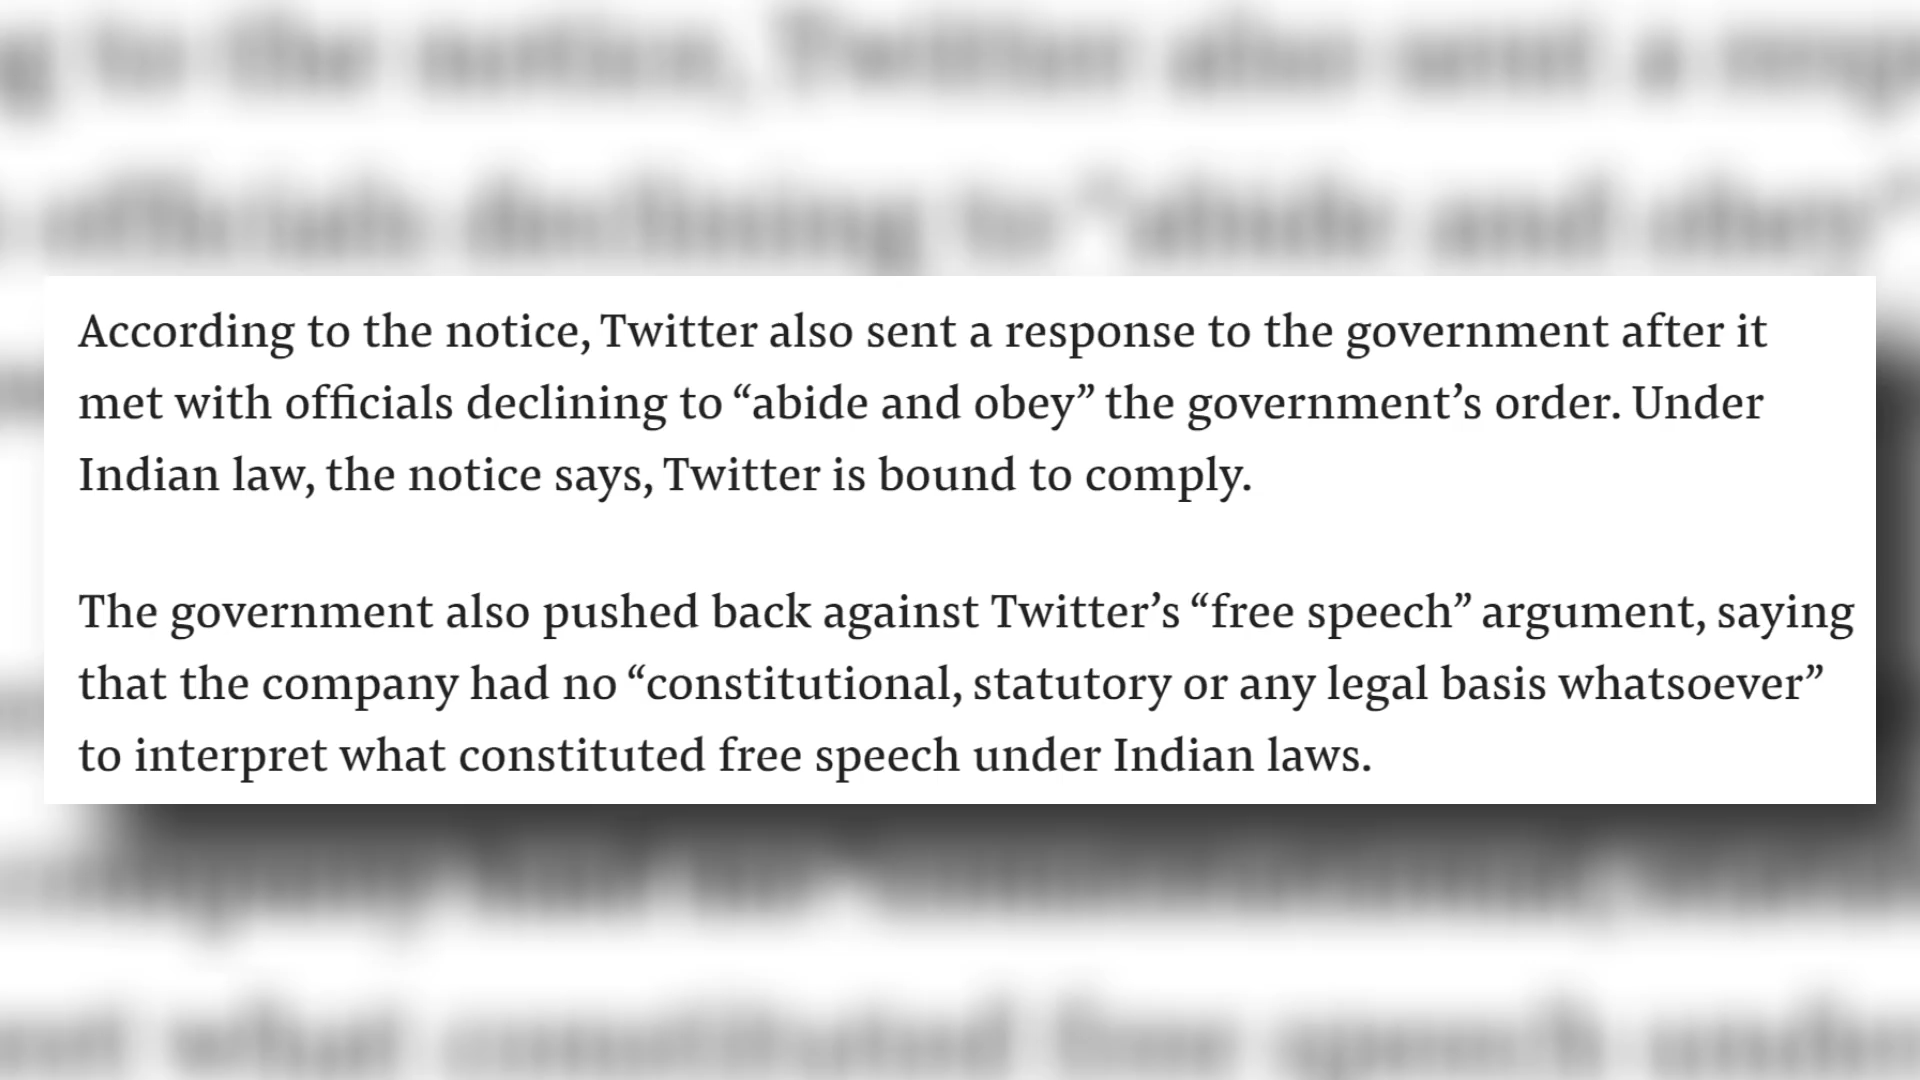 According to the notice, Twitter also sent a response to the government after it
met with officials declining to “abide and obey” the government’s order. Under
Indian law, the notice says, Twitter is bound to comply.
The government also pushed back against Twitter’s “free speech” argument, saying
that the company had no “constitutional, statutory or any legal basis whatsoever”
to interpret what constituted free speech under Indian laws.